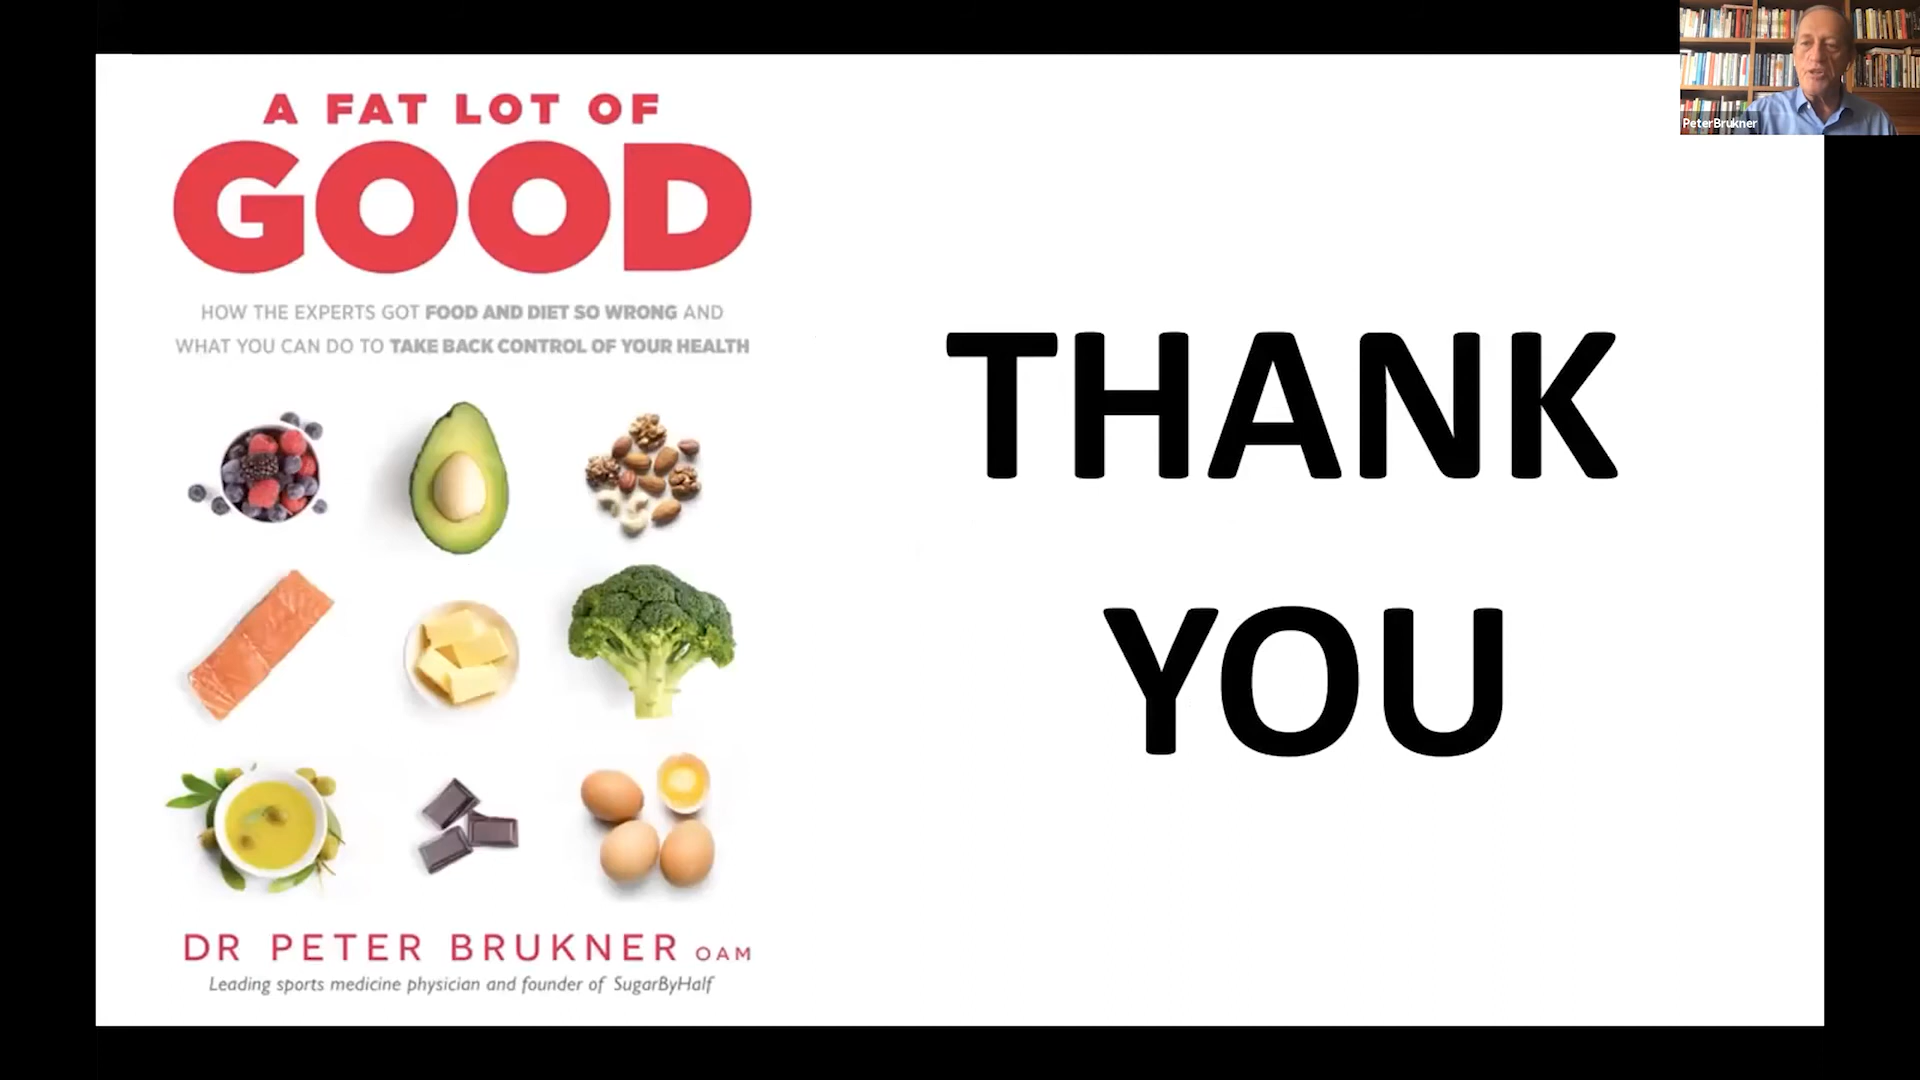 A FAT LOT OF
GOOD
HOW THE EXPERTS GOT FOOD AND DIET SO WRONG AND
WHAT YOU CAN DO TO TAKE BACK CONTROL OF YOUR HEALTH
DR PETER BRUKNER OAM
Leading sports medicine physician and founder of SugarByHalf
THANK
YOU
PeterBrukner